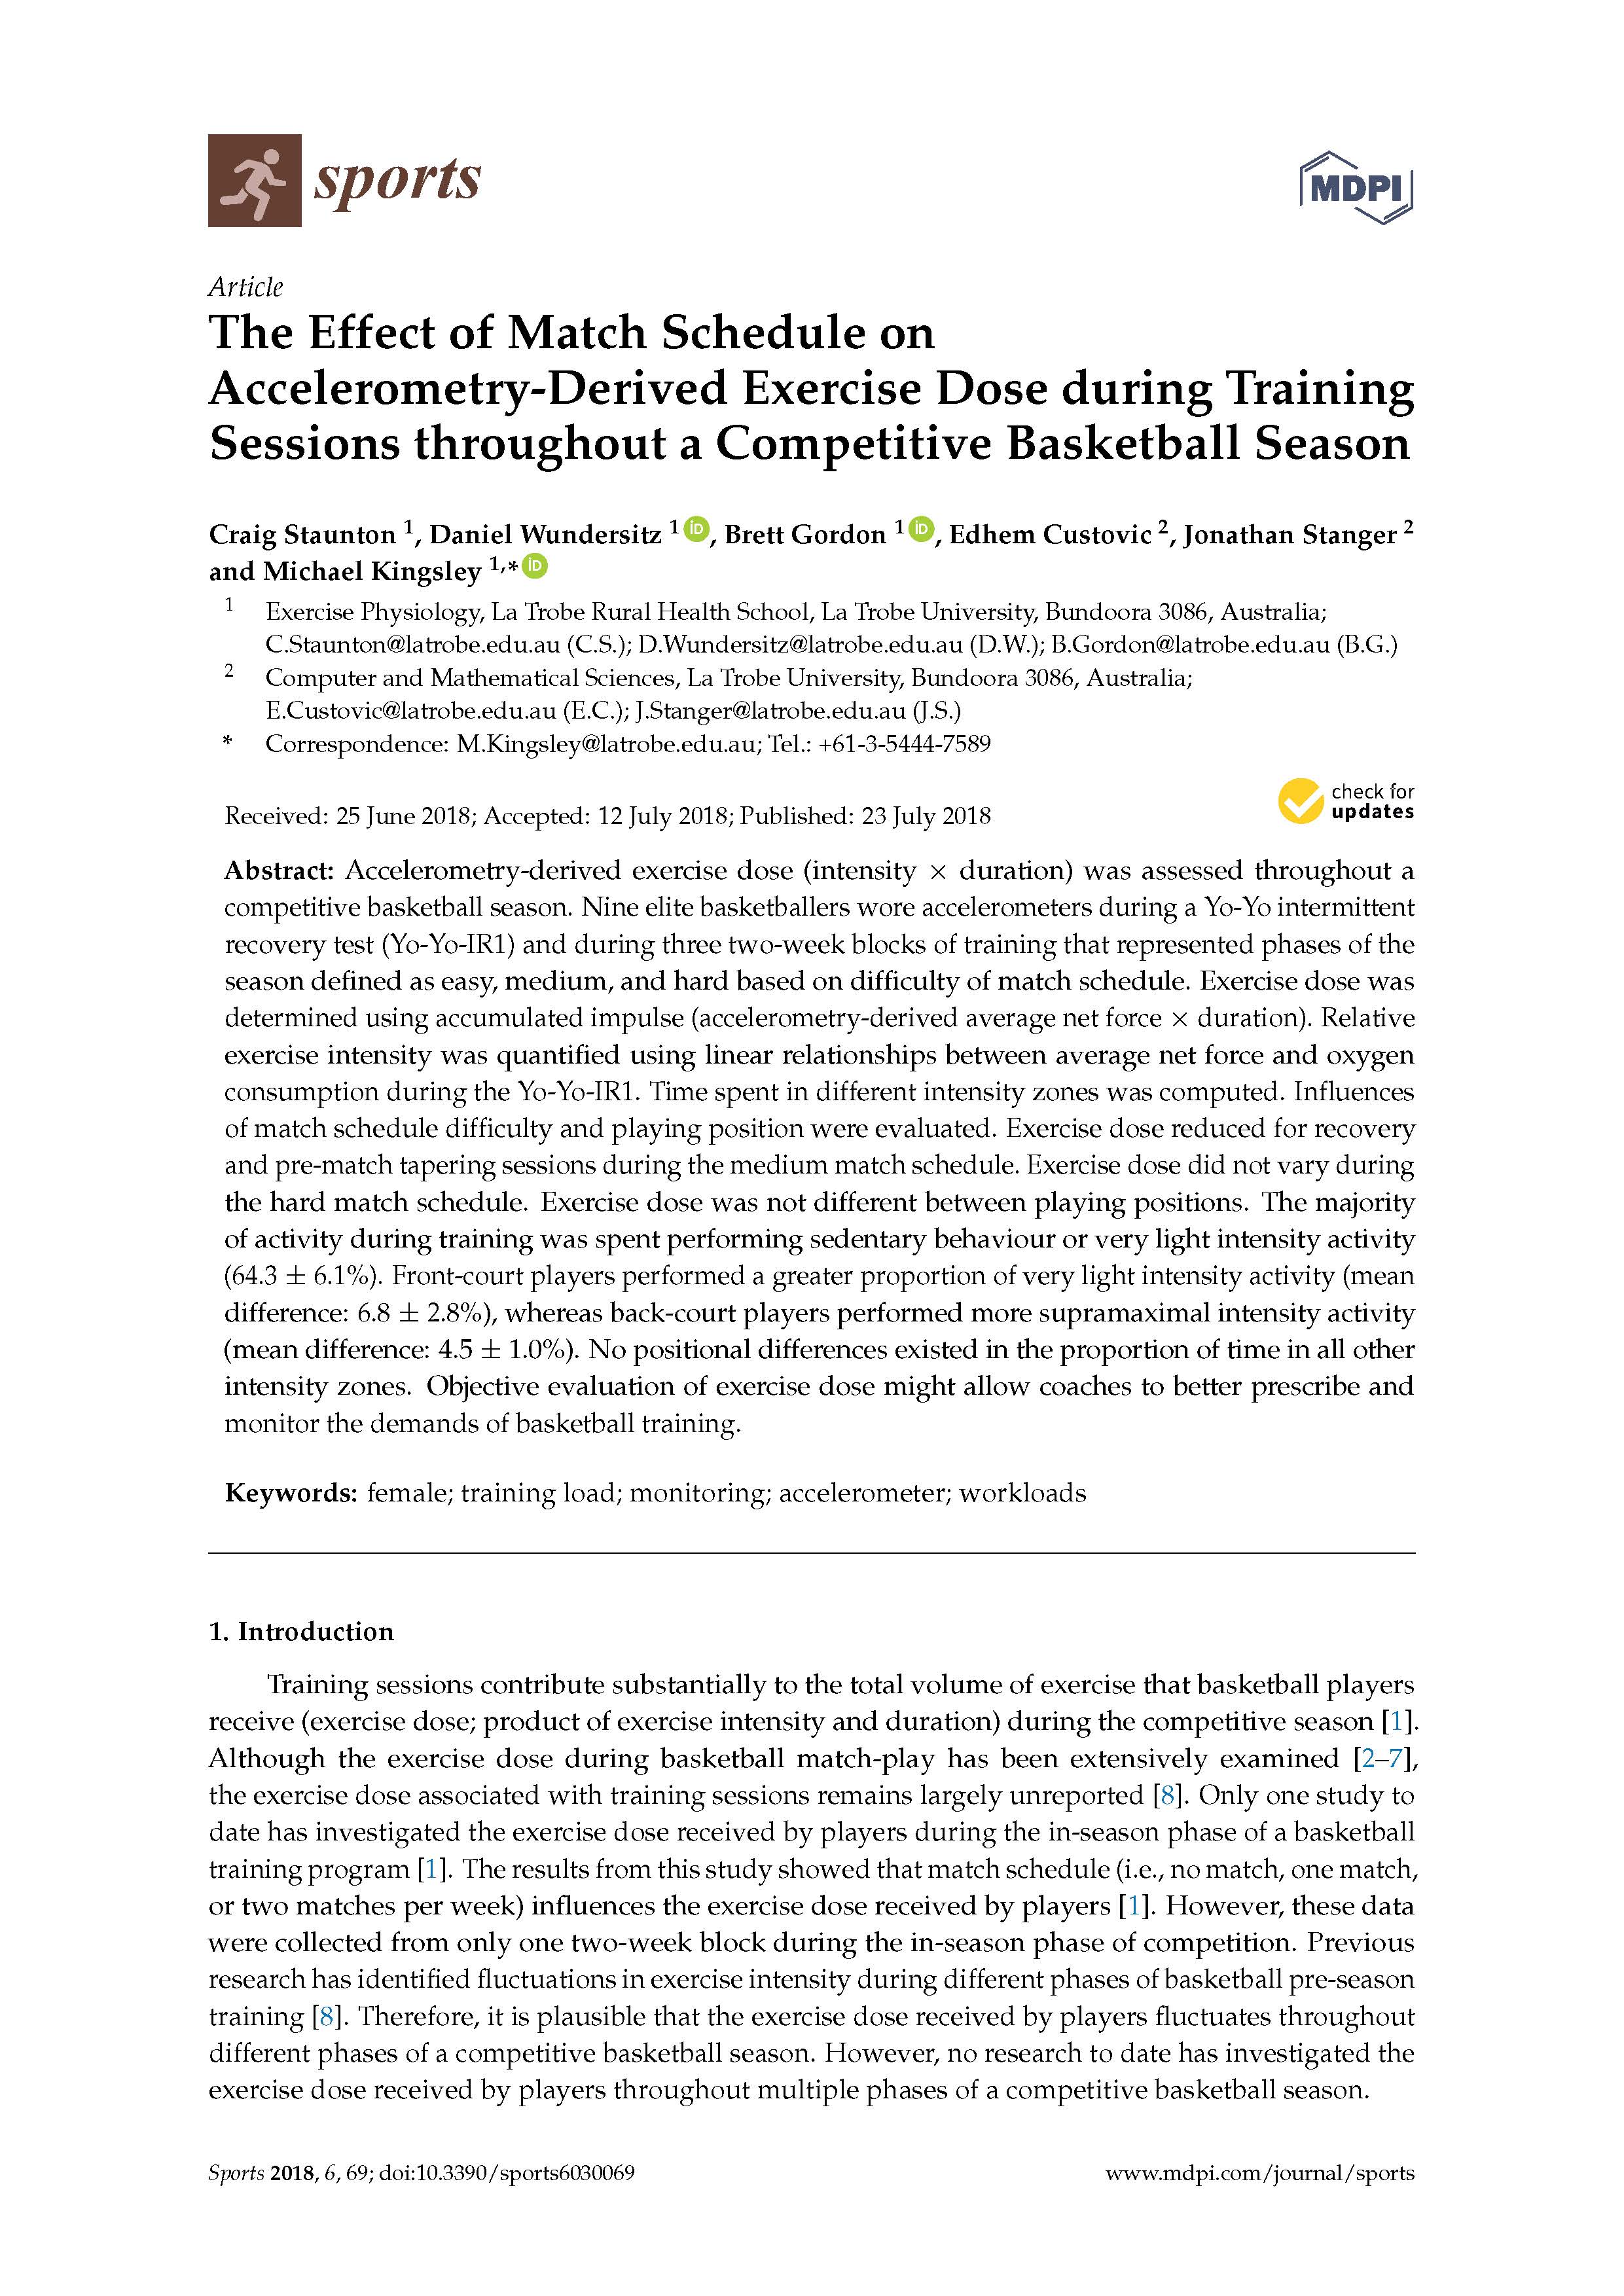 sports
MDPI
Article
The Effect of Match Schedule on
Accelerometry-Derived Exercise Dose during Training
Sessions throughout a Competitive Basketball Season
Craig Staunton 1, Daniel Wundersitz 1 iD, Brett Gordon 1 iD, Edhem Custovic 2, Jonathan Stanger 2
and Michael Kingsley 1,* iD
1 Exercise Physiology, La Trobe Rural Health School, La Trobe University, Bundoora 3086, Australia;
C.Staunton@latrobe.edu.au (C.S.); D.Wundersitz@latrobe.edu.au (D.W.); B.Gordon@latrobe.edu.au (B.G.)
2 Computer and Mathematical Sciences, La Trobe University, Bundoora 3086, Australia;
E.Custovic@latrobe.edu.au (E.C.); J.Stanger@latrobe.edu.au (J.S.)
* Correspondence: M.Kingsley@latrobe.edu.au; Tel.: +61-3-5444-7589
check for
updates
Received: 25 June 2018; Accepted: 12 July 2018; Published: 23 July 2018
Abstract: Accelerometry-derived exercise dose (intensity × duration) was assessed throughout a
competitive basketball season. Nine elite basketballers wore accelerometers during a Yo-Yo intermittent
recovery test (Yo-Yo-IR1) and during three two-week blocks of training that represented phases of the
season defined as easy, medium, and hard based on difficulty of match schedule. Exercise dose was
determined using accumulated impulse (accelerometry-derived average net force × duration). Relative
exercise intensity was quantified using linear relationships between average net force and oxygen
consumption during the Yo-Yo-IR1. Time spent in different intensity zones was computed. Influences
of match schedule difficulty and playing position were evaluated. Exercise dose reduced for recovery
and pre-match tapering sessions during the medium match schedule. Exercise dose did not vary during
the hard match schedule. Exercise dose was not different between playing positions. The majority
of activity during training was spent performing sedentary behaviour or very light intensity activity
(64.3 ± 6.1%). Front-court players performed a greater proportion of very light intensity activity (mean
difference: 6.8 ± 2.8%), whereas back-court players performed more supramaximal intensity activity
(mean difference: 4.5 ± 1.0%). No positional differences existed in the proportion of time in all other
intensity zones. Objective evaluation of exercise dose might allow coaches to better prescribe and
monitor the demands of basketball training.
Keywords: female; training load; monitoring; accelerometer; workloads
1. Introduction
Training sessions contribute substantially to the total volume of exercise that basketball players
receive (exercise dose; product of exercise intensity and duration) during the competitive season [1].
Although the exercise dose during basketball match-play has been extensively examined [2–7],
the exercise dose associated with training sessions remains largely unreported [8]. Only one study to
date has investigated the exercise dose received by players during the in-season phase of a basketball
training program [1]. The results from this study showed that match schedule (i.e., no match, one match,
or two matches per week) influences the exercise dose received by players [1]. However, these data
were collected from only one two-week block during the in-season phase of competition. Previous
research has identified fluctuations in exercise intensity during different phases of basketball pre-season
training [8]. Therefore, it is plausible that the exercise dose received by players fluctuates throughout
different phases of a competitive basketball season. However, no research to date has investigated the
exercise dose received by players throughout multiple phases of a competitive basketball season.
Sports 2018, 6, 69; doi:10.3390/sports6030069
www.mdpi.com/journal/sports